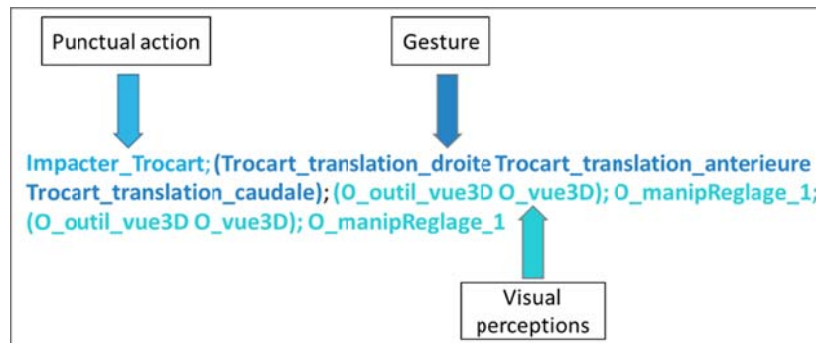 Punctual action
Gesture
Impacter_Trocart; (Trocart_translation_droite Trocart_translation_anterieure
Trocart_translation_caudale); (O_outil_vue3D O_vue3D); O_manipReglage_1;
(O_outil_vue3D O_vue3D); O_manipReglage_1
Visual
perceptions